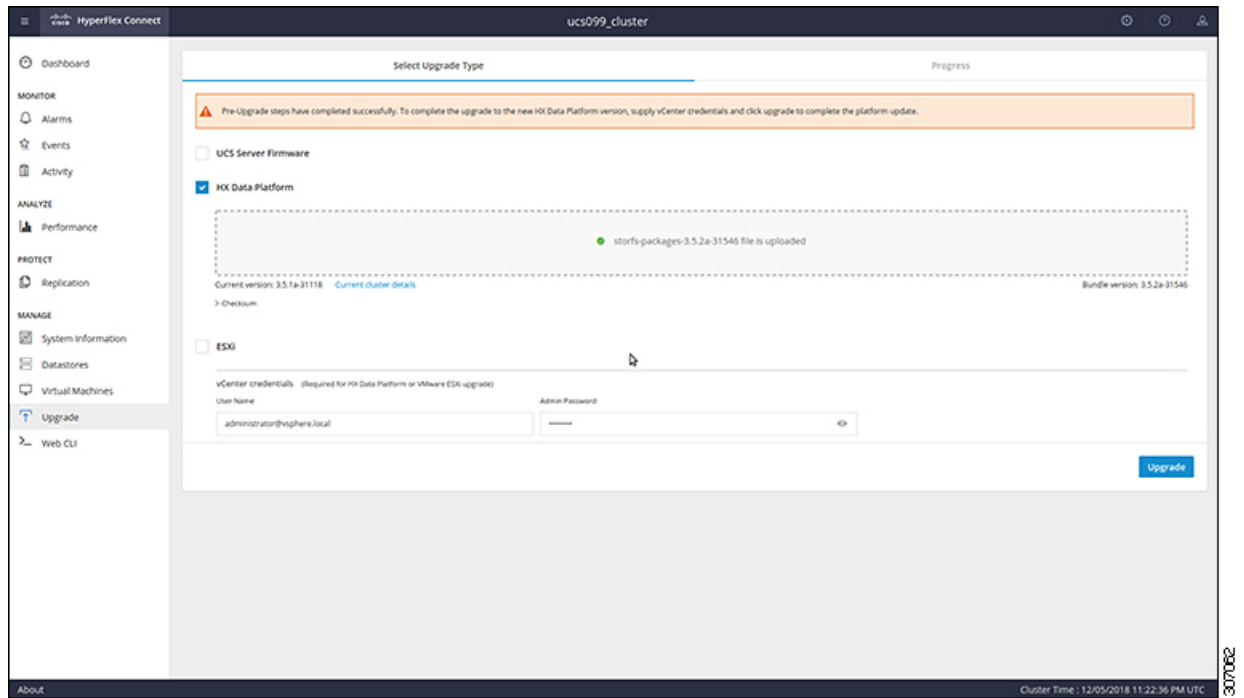 cisco HyperFlex Connect
ucs099_cluster
Dashboard
MONITOR
Alarms
Events
Activity
ANALYZE
Performance
PROTECT
Replication
MANAGE
System Information
Datastores
Virtual Machines
Upgrade
Web CLI
Select Upgrade Type
Progress
Pre-Upgrade steps have completed successfully. To complete the upgrade to the new HX Data Platform version, supply vCenter credentials and click upgrade to complete the platform update.
UCS Server Firmware
HX Data Platform
storfs-packages-3.5.2a-31546 file is uploaded
Current version: 3.5.1a-31118 Current cluster details
Bundle version: 3.5.2a-31546
> Checksum
ESXi
vCenter credentials (Required for HX Data Platform or VMware ESXi upgrade)
User Name
Admin Password
administrator@vsphere.local
Upgrade
About
Cluster Time : 12/05/2018 11:22:36 PM UTC
307062